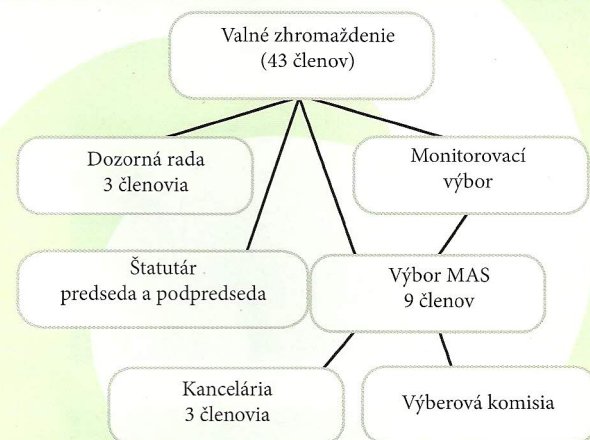 Valné zhromaždenie
(43 členov)
Dozorná rada
3 členovia
Monitorovací
výbor
Štatutár
predseda a podpredseda
Výbor MAS
9 členov
Kancelária
3 členovia
Výberová komisia